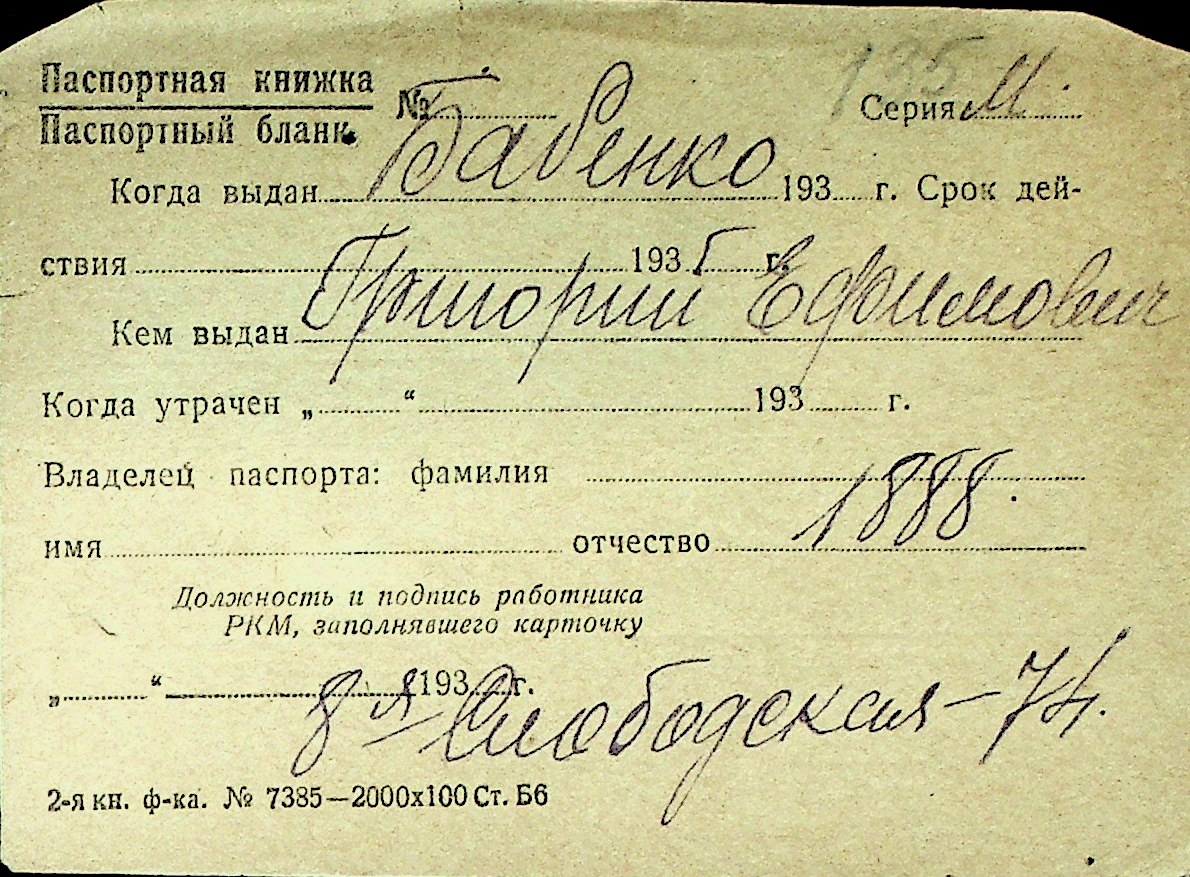 135
Паспортная книжка
Паспортный бланк № Серия М.
Бабенко
Когда выдан 193 г. Срок дей-
ствия 193 г.
Григорий Ефимович
Кем выдан
Когда утрачен „ “ 193 г.
Владелец паспорта: фамилия
1888.
имя отчество
Должность и подпись работника
РКМ, заполнявшего карточку
„ “ 193 г.
8я Слободская – 74.
2-я кн. ф-ка. № 7385—2000х100 Ст. Б6